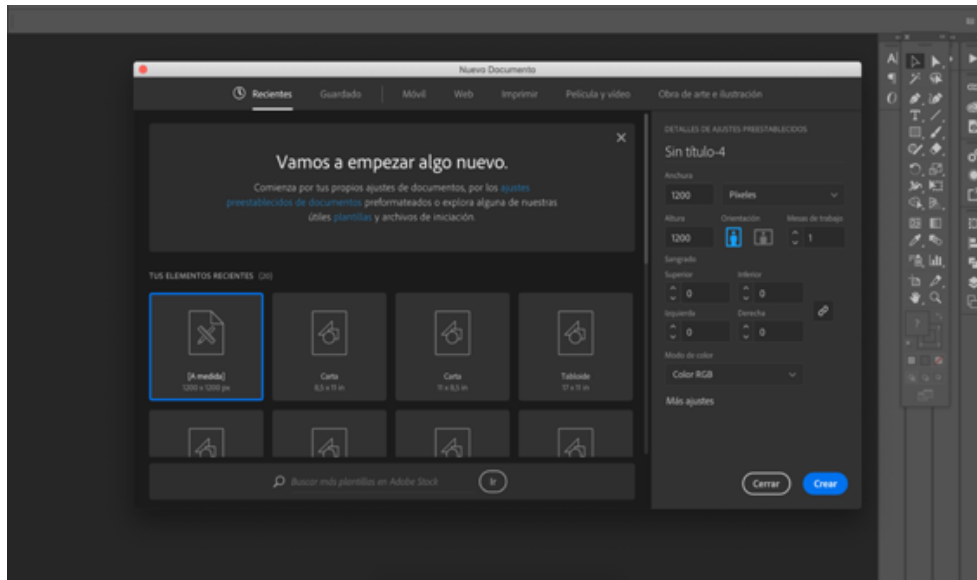 Nuevo Documento
Recientes Guardado Móvil Web Imprimir Película y vídeo Obra de arte e ilustración
Vamos a empezar algo nuevo.
Comienza por tus propios ajustes de documentos, por los ajustes
preestablecidos de documentos preformateados o explora alguna de nuestras
útiles plantillas y archivos de iniciación.
TUS ELEMENTOS RECIENTES (20)
[A medida]
1200 x 1200 px
Carta
8,5 x 11 in
Carta
11 x 8,5 in
Tabloide
17 x 11 in
Buscar más plantillas en Adobe Stock
Ir
DETALLES DE AJUSTES PREESTABLECIDOS
Sin título-4
Anchura
1200 Píxeles
Altura Orientación Mesas de trabajo
1200 1
Sangrado
Superior Inferior
0 0
Izquierda Derecha
0 0
Modo de color
Color RGB
Más ajustes
Cerrar Crear